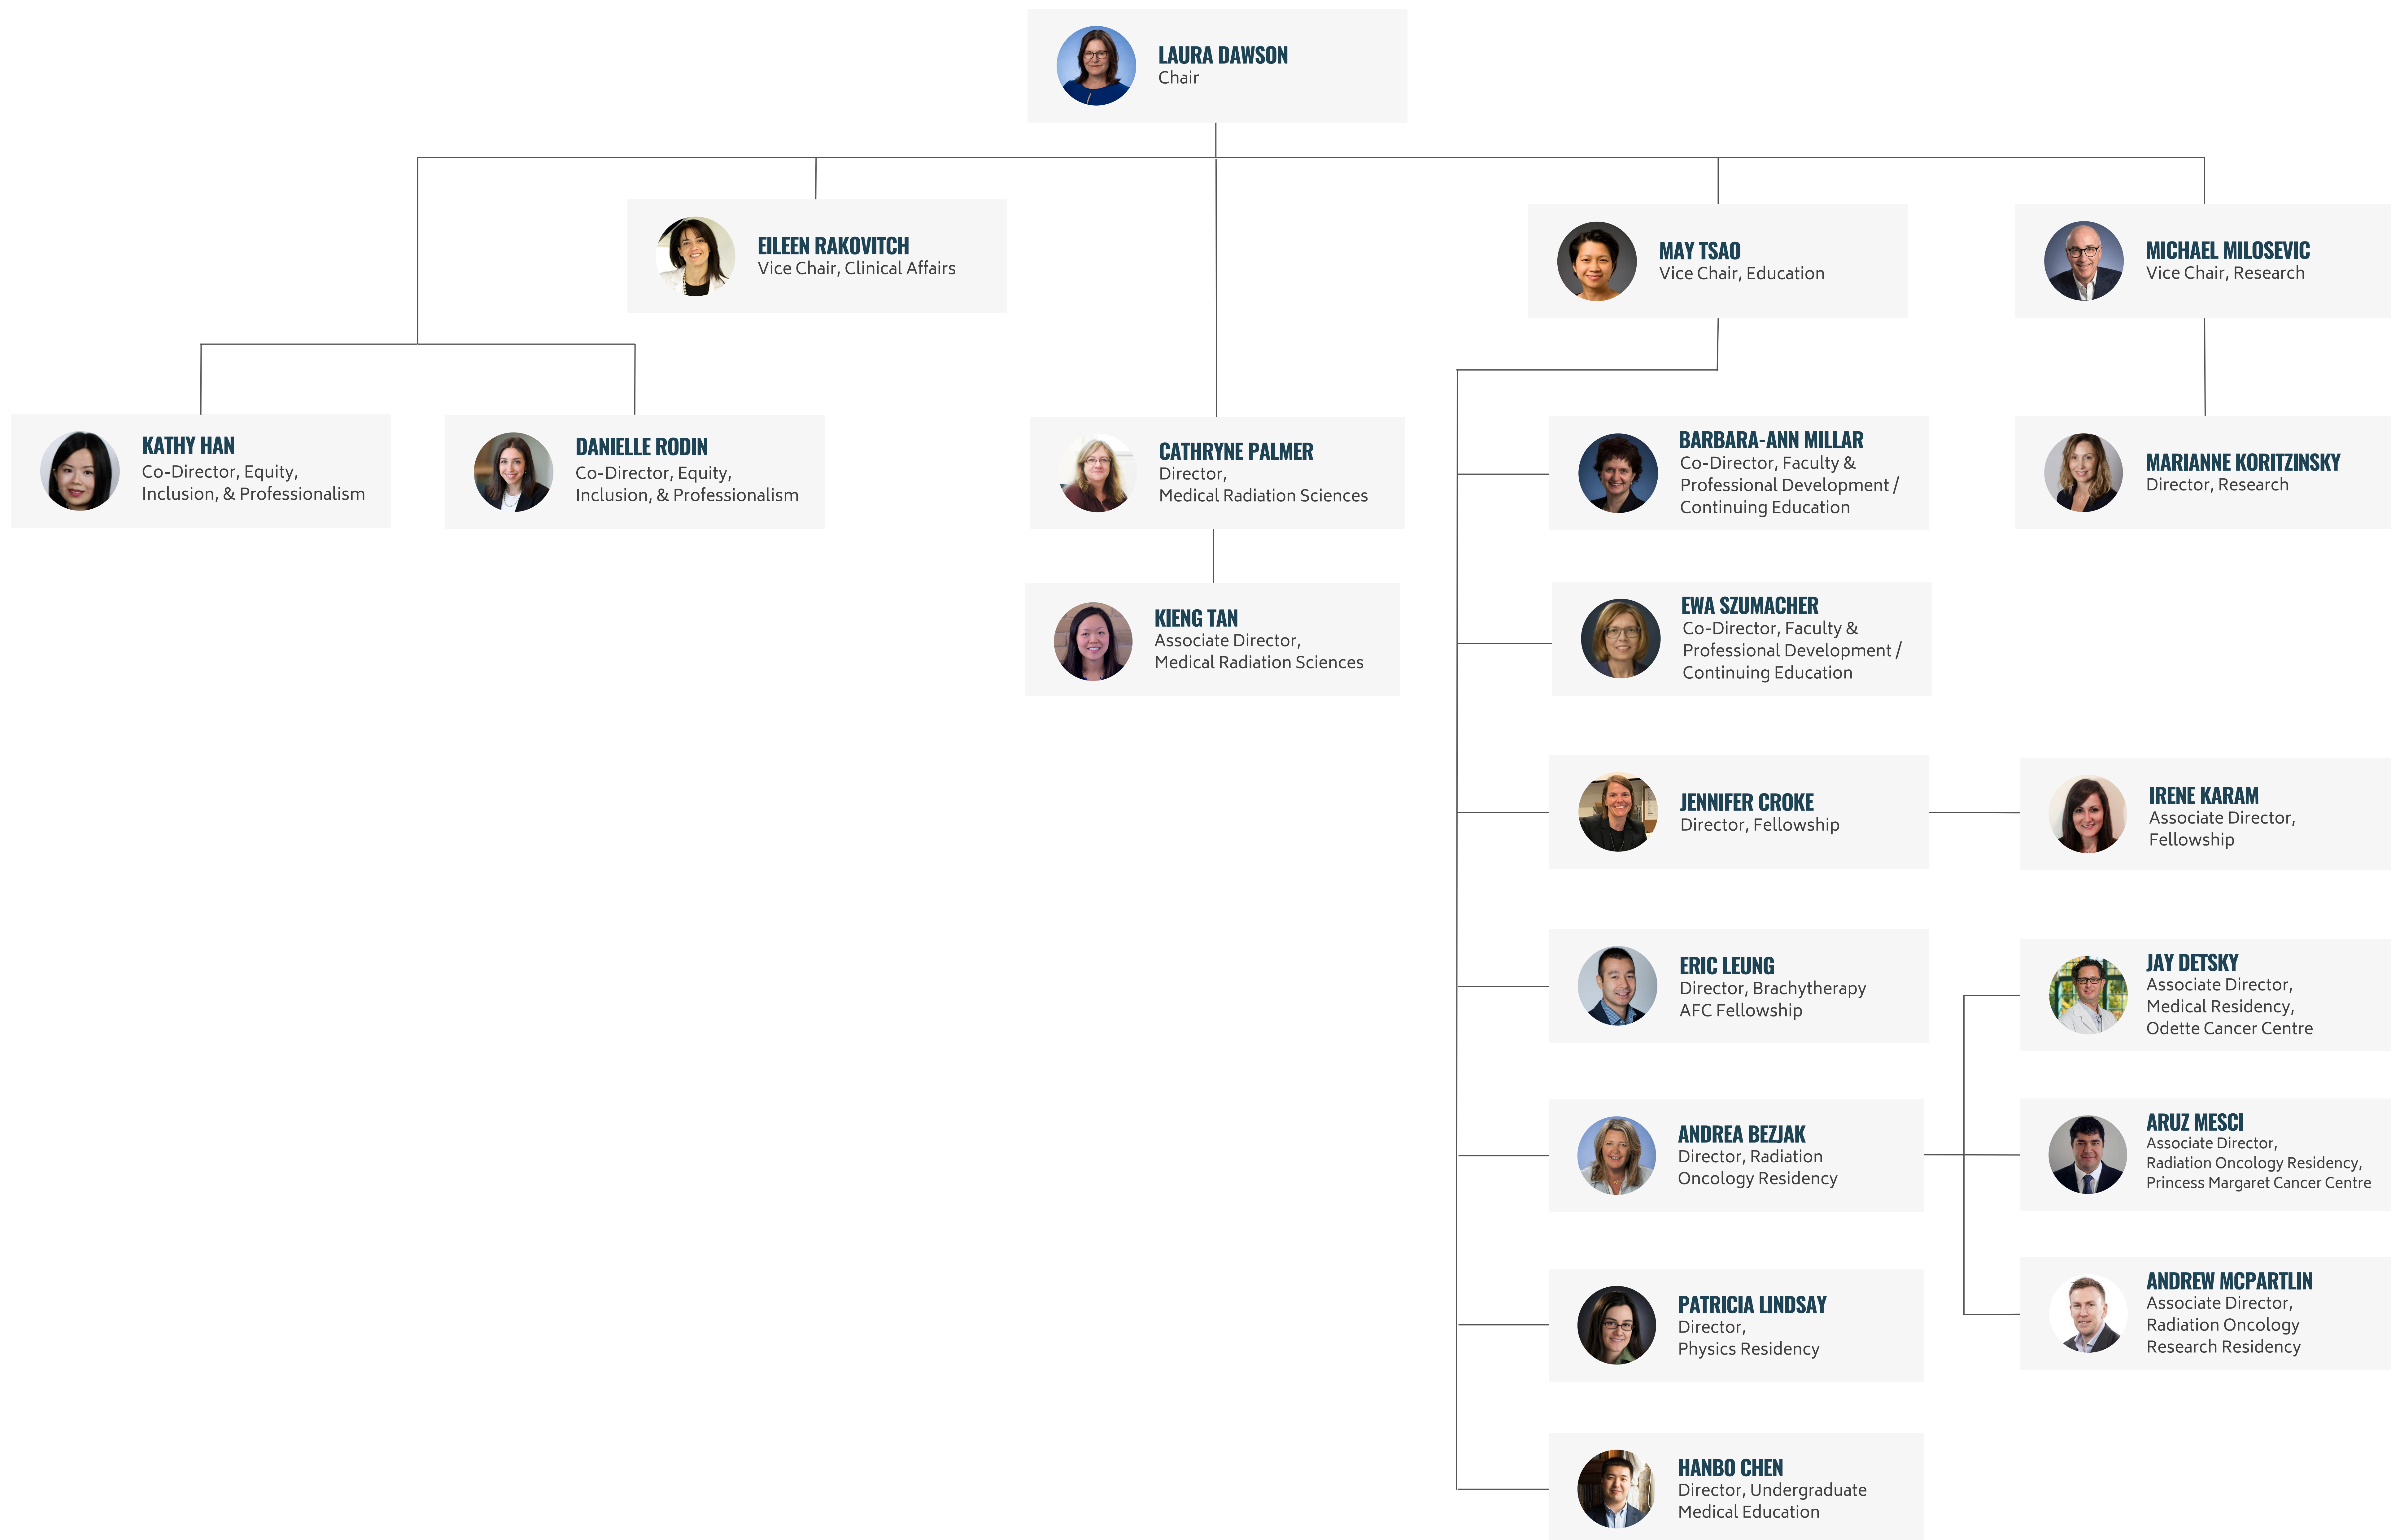 LAURA DAWSON
Chair
EILEEN RAKOVITCH
Vice Chair, Clinical Affairs
MAY TSAO
Vice Chair, Education
MICHAEL MILOSEVIC
Vice Chair, Research
KATHY HAN
Co-Director, Equity,
Inclusion, & Professionalism
DANIELLE RODIN
Co-Director, Equity,
Inclusion, & Professionalism
CATHRYNE PALMER
Director,
Medical Radiation Sciences
BARBARA-ANN MILLAR
Co-Director, Faculty &
Professional Development /
Continuing Education
MARIANNE KORITZINSKY
Director, Research
KIENG TAN
Associate Director,
Medical Radiation Sciences
EWA SZUMACHER
Co-Director, Faculty &
Professional Development /
Continuing Education
JENNIFER CROKE
Director, Fellowship
IRENE KARAM
Associate Director,
Fellowship
ERIC LEUNG
Director, Brachytherapy
AFC Fellowship
JAY DETSKY
Associate Director,
Medical Residency,
Odette Cancer Centre
ANDREA BEZJAK
Director, Radiation
Oncology Residency
ARUZ MESCI
Associate Director,
Radiation Oncology Residency,
Princess Margaret Cancer Centre
PATRICIA LINDSAY
Director,
Physics Residency
ANDREW MCPARTLIN
Associate Director,
Radiation Oncology
Research Residency
HANBO CHEN
Director, Undergraduate
Medical Education